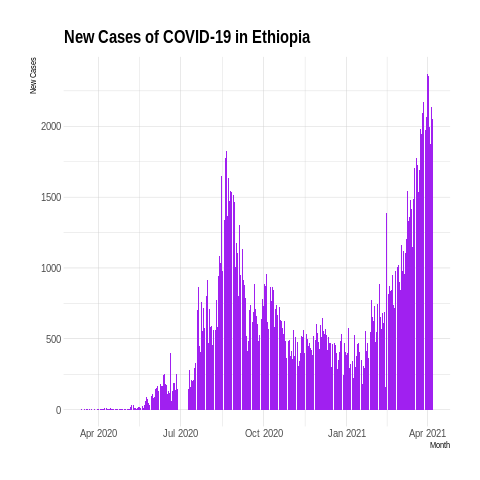 New Cases of COVID-19 in Ethiopia
New Cases
2000
1500
1000
500
0
Apr 2020
Jul 2020
Oct 2020
Jan 2021
Apr 2021
Month